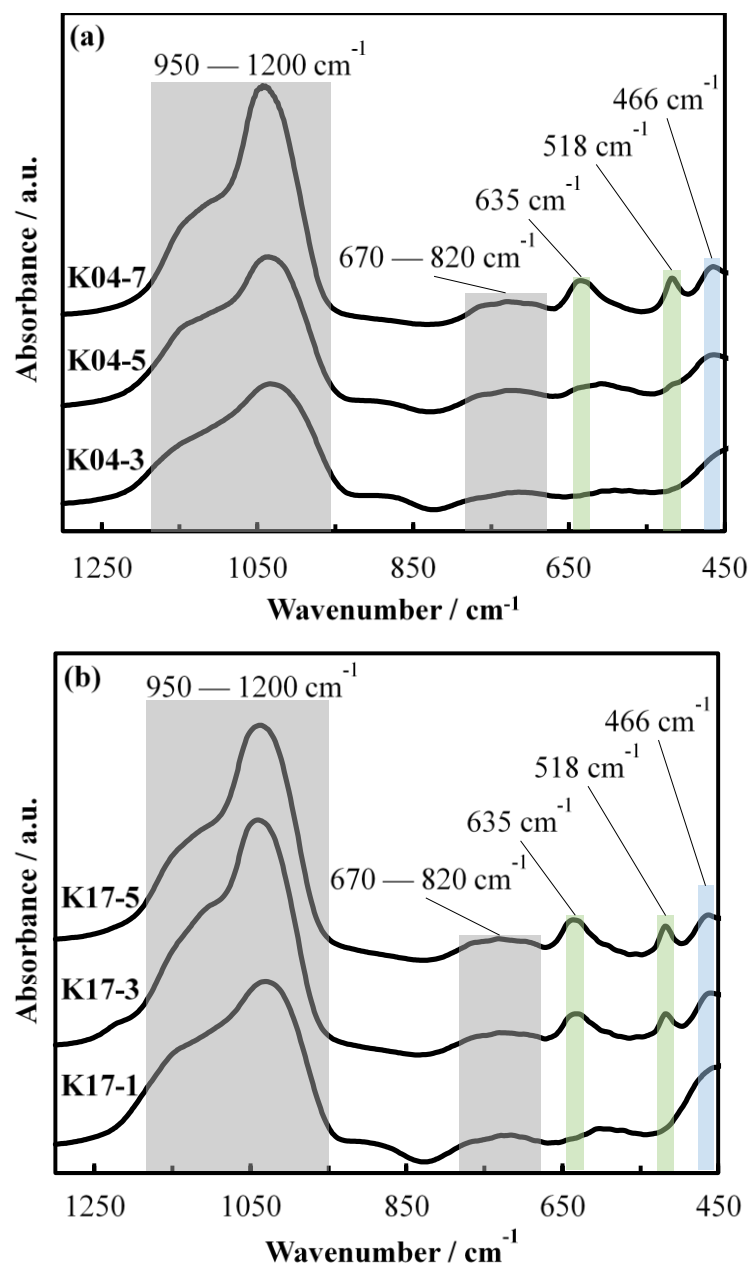 (a)
950 — 1200 cm-1
466 cm-1
518 cm-1
635 cm-1
670 — 820 cm-1
K04-7
K04-5
K04-3
Absorbance / a.u.
1250 1050 850 650 450
Wavenumber / cm-1
(b)
950 — 1200 cm-1
466 cm-1
518 cm-1
635 cm-1
670 — 820 cm-1
K17-5
K17-3
K17-1
Absorbance / a.u.
1250 1050 850 650 450
Wavenumber / cm-1